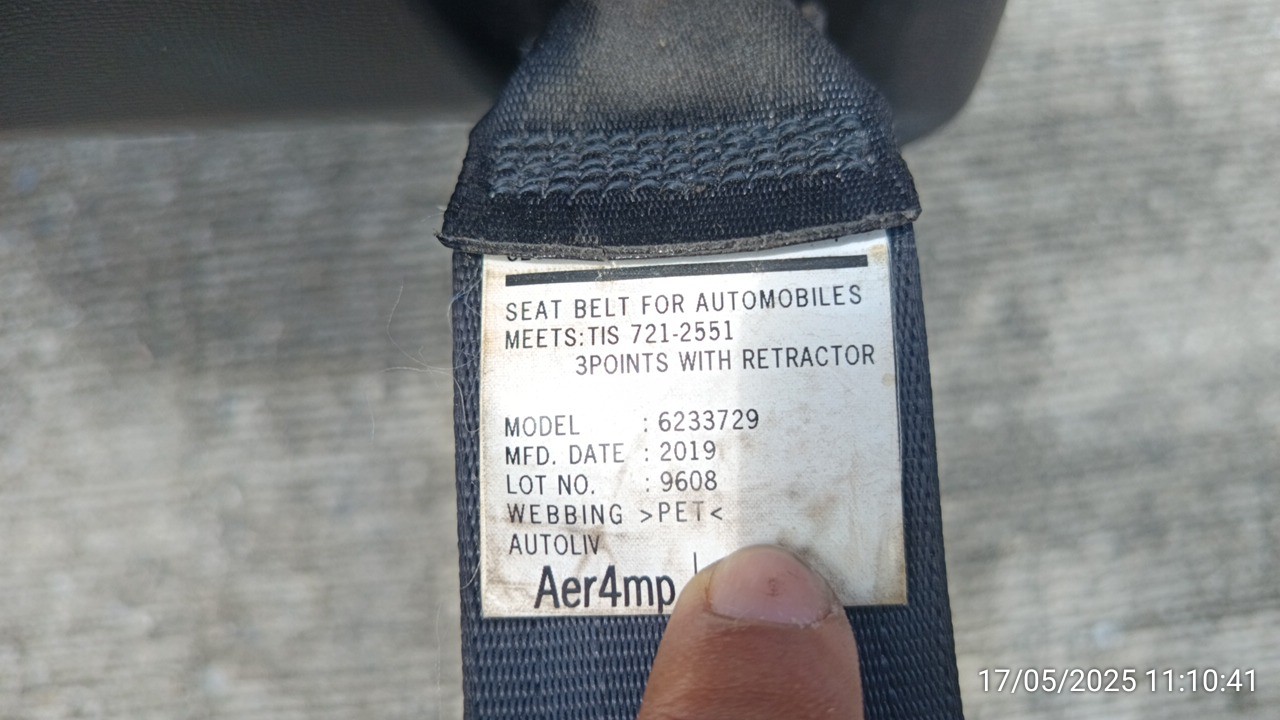 SEAT BELT FOR AUTOMOBILES
MEETS:TIS 721-2551
3POINTS WITH RETRACTOR
MODEL : 6233729
MFD. DATE : 2019
LOT NO. : 9608
WEBBING >PET<
AUTOLIV
Aer4mp
17/05/2025 11:10:41